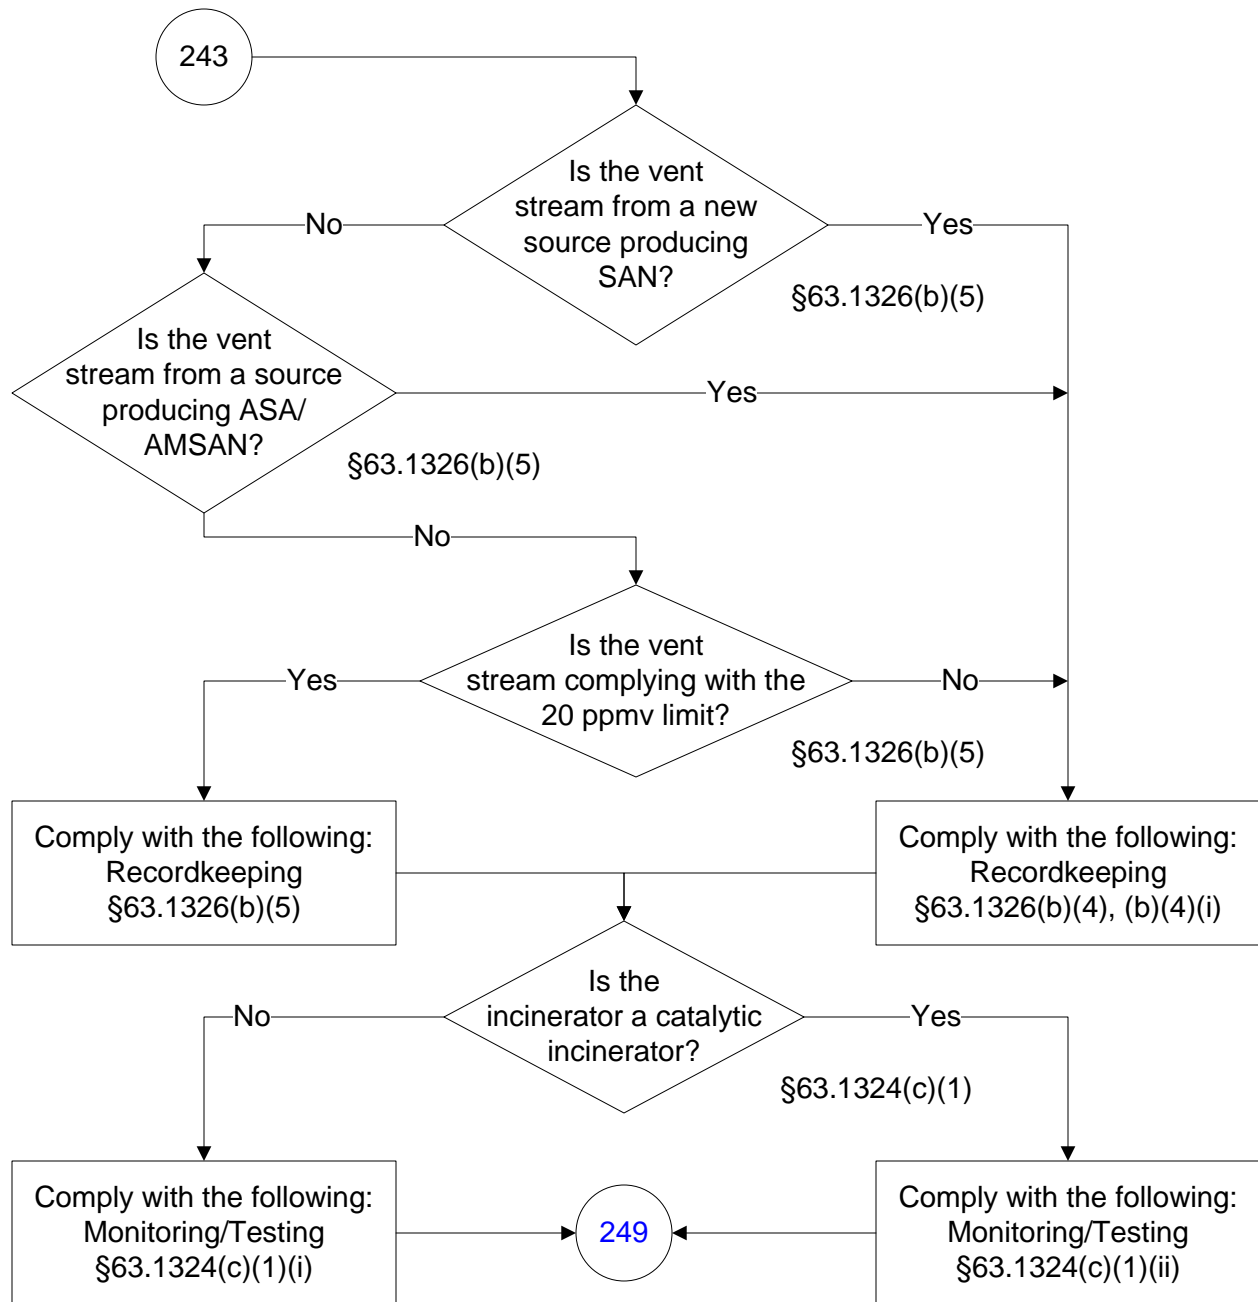 243
Is the vent
stream from a new
source producing
SAN?
No
Yes
§63.1326(b)(5)
Is the vent
stream from a source
producing ASA/
AMSAN?
Yes
§63.1326(b)(5)
No
Is the vent
stream complying with the
20 ppmv limit?
Yes
No
§63.1326(b)(5)
Comply with the following:
Recordkeeping
§63.1326(b)(5)
Comply with the following:
Recordkeeping
§63.1326(b)(4), (b)(4)(i)
Is the
incinerator a catalytic
incinerator?
No
Yes
§63.1324(c)(1)
Comply with the following:
Monitoring/Testing
§63.1324(c)(1)(i)
249
Comply with the following:
Monitoring/Testing
§63.1324(c)(1)(ii)